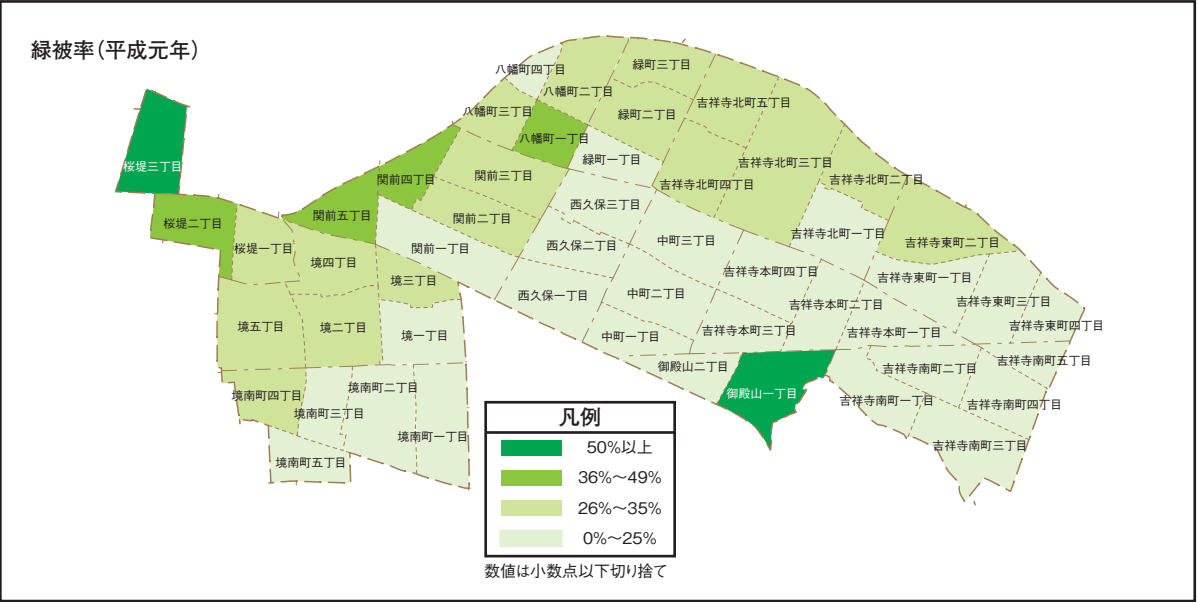 緑被率(平成元年)
八幡町四丁目
緑町三丁目
八幡町二丁目
吉祥寺北町五丁目
八幡町三丁目
緑町二丁目
八幡町一丁目
緑町一丁目
吉祥寺北町三丁目
桜堤三丁目
関前四丁目
関前三丁目
吉祥寺北町四丁目
吉祥寺北町二丁目
西久保三丁目
関前五丁目
関前二丁目
桜堤二丁目
吉祥寺北町一丁目
中町三丁目
吉祥寺東町二丁目
桜堤一丁目
関前一丁目
西久保二丁目
境四丁目
吉祥寺本町四丁目
吉祥寺東町一丁目
境三丁目
西久保一丁目
中町二丁目
吉祥寺本町二丁目
吉祥寺東町三丁目
境五丁目
境二丁目
吉祥寺東町四丁目
境一丁目
中町一丁目
吉祥寺本町三丁目
吉祥寺本町一丁目
御殿山二丁目
吉祥寺南町五丁目
吉祥寺南町二丁目
境南町二丁目
境南町四丁目
御殿山一丁目
吉祥寺南町一丁目
吉祥寺南町四丁目
境南町三丁目
境南町一丁目
吉祥寺南町三丁目
境南町五丁目
凡例
50%以上
36%~49%
26%~35%
0%~25%
数値は小数点以下切り捨て